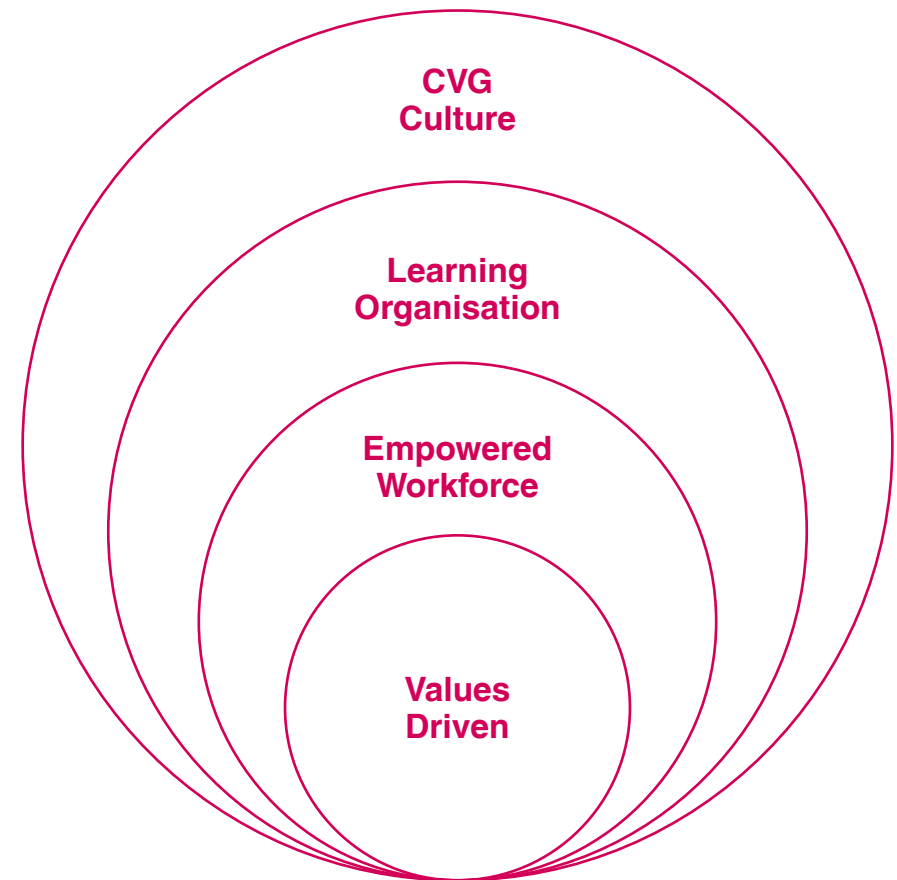 CVG
Culture
Learning
Organisation
Empowered
Workforce
Values
Driven